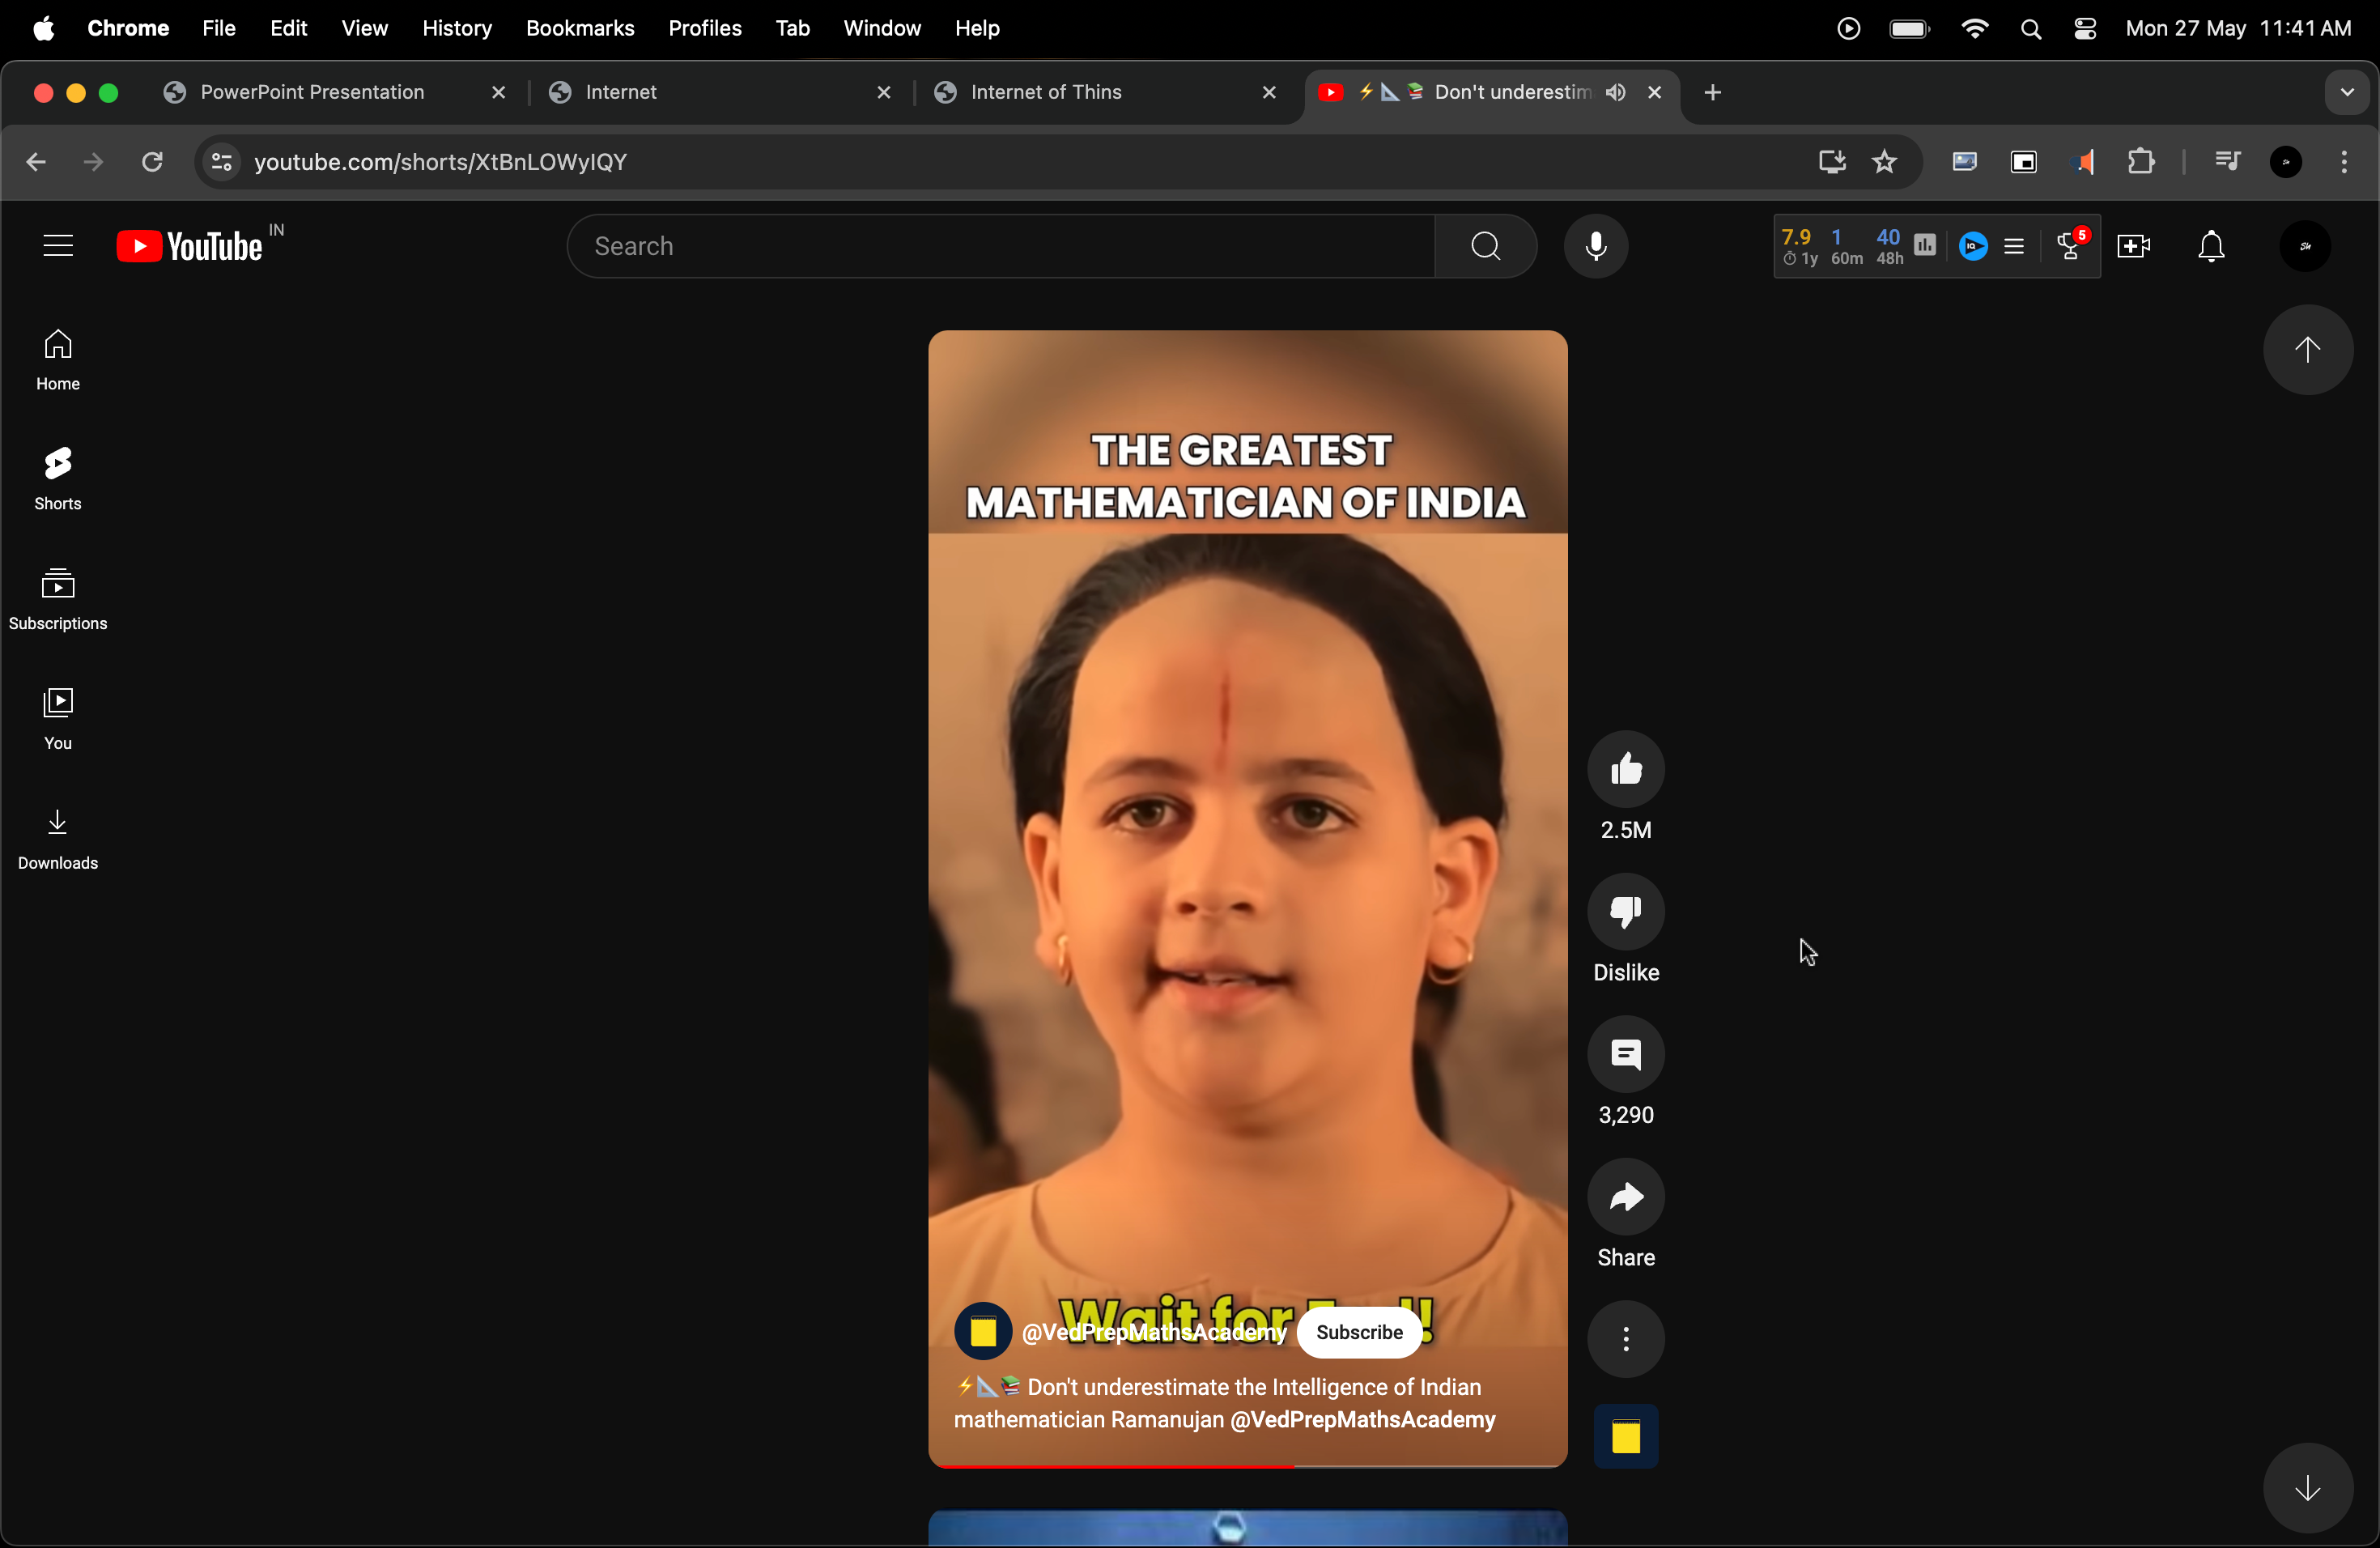 Chrome File Edit View History Bookmarks Profiles Tab Window Help Mon 27 May 11:41 AM
PowerPoint Presentation Internet Internet of Thins Don't underestim
youtube.com/shorts/XtBnLOWyIQY
YouTube IN Search 7.9 1 40 5
1y 60m 48h
Home
Shorts
Subscriptions
You
Downloads
THE GREATEST
MATHEMATICIAN OF INDIA
2.5M
Dislike
3,290
Share
Wait for
@VedPrepMathsAcademy Subscribe
⚡📐📚 Don't underestimate the Intelligence of Indian
mathematician Ramanujan @VedPrepMathsAcademy